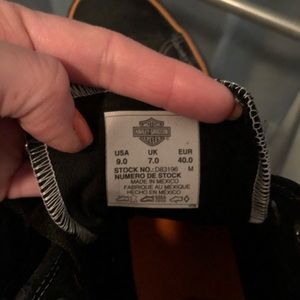 HARLEY-DAVIDSON
USA UK EUR
9.0 7.0 40.0
STOCK NO.: D83196 M
NUMERO DE STOCK
MADE IN MEXICO
FABRIQUE AU MEXIQUE
HECHO EN MEXICO